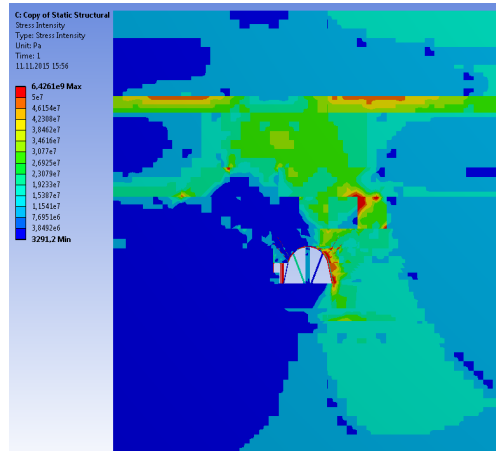 C: Copy of Static Structural
Stress Intensity
Type: Stress Intensity
Unit: Pa
Time: 1
11.11.2015 15:56
6,4261e9 Max
5e7
4,6154e7
4,2308e7
3,8462e7
3,4616e7
3,077e7
2,6925e7
2,3079e7
1,9233e7
1,5387e7
1,1541e7
7,6951e6
3,8492e6
3291,2 Min